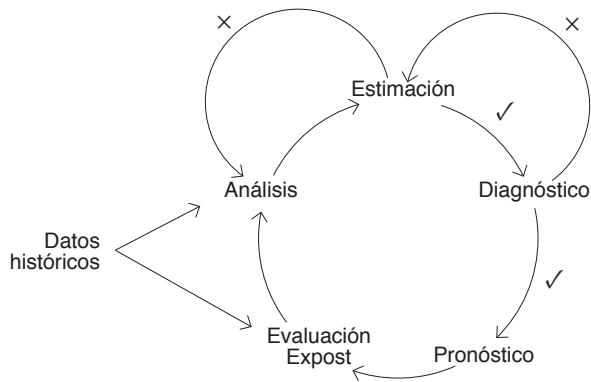 ×
×
Estimación
✓
Análisis
Diagnóstico
Datos
históricos
✓
Evaluación
Expost
Pronóstico